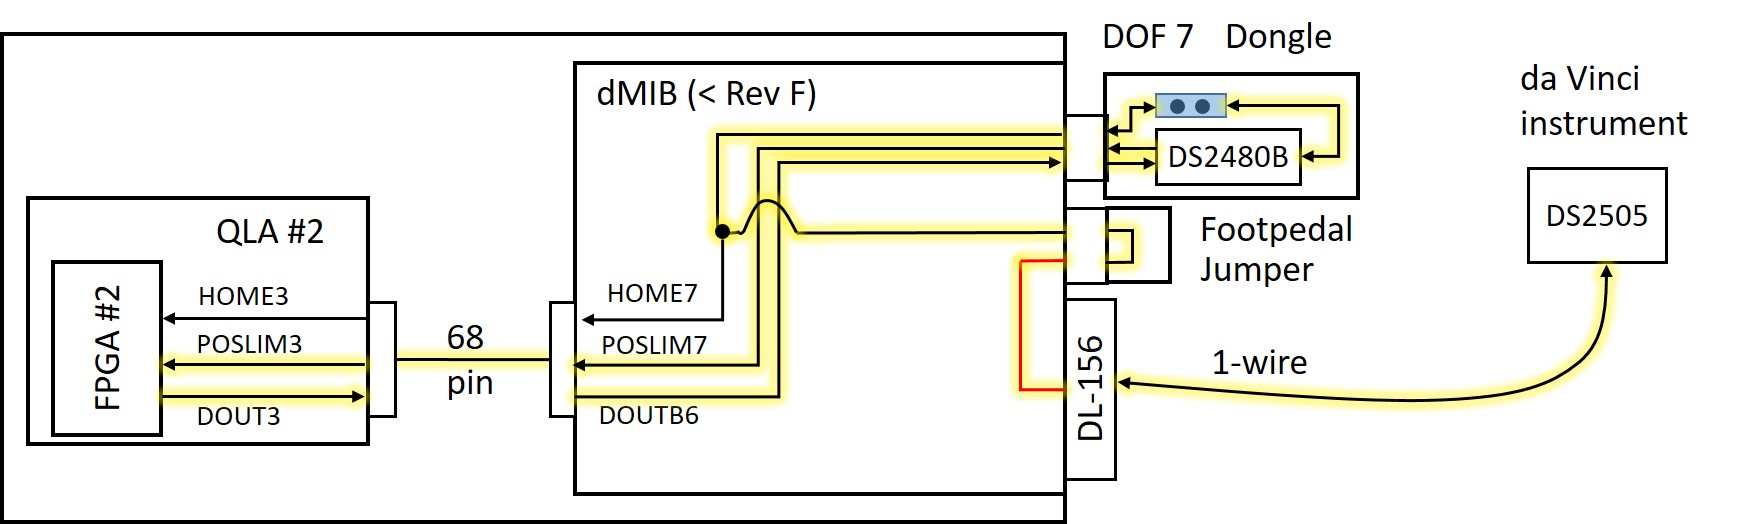 DOF 7 Dongle
da Vinci
instrument
dMIB (< Rev F)
DS2480B
DS2505
QLA #2
Footpedal
Jumper
FPGA #2
HOME3
POSLIM3
DOUT3
68
pin
HOME7
POSLIM7
DOUTB6
DL-156
1-wire